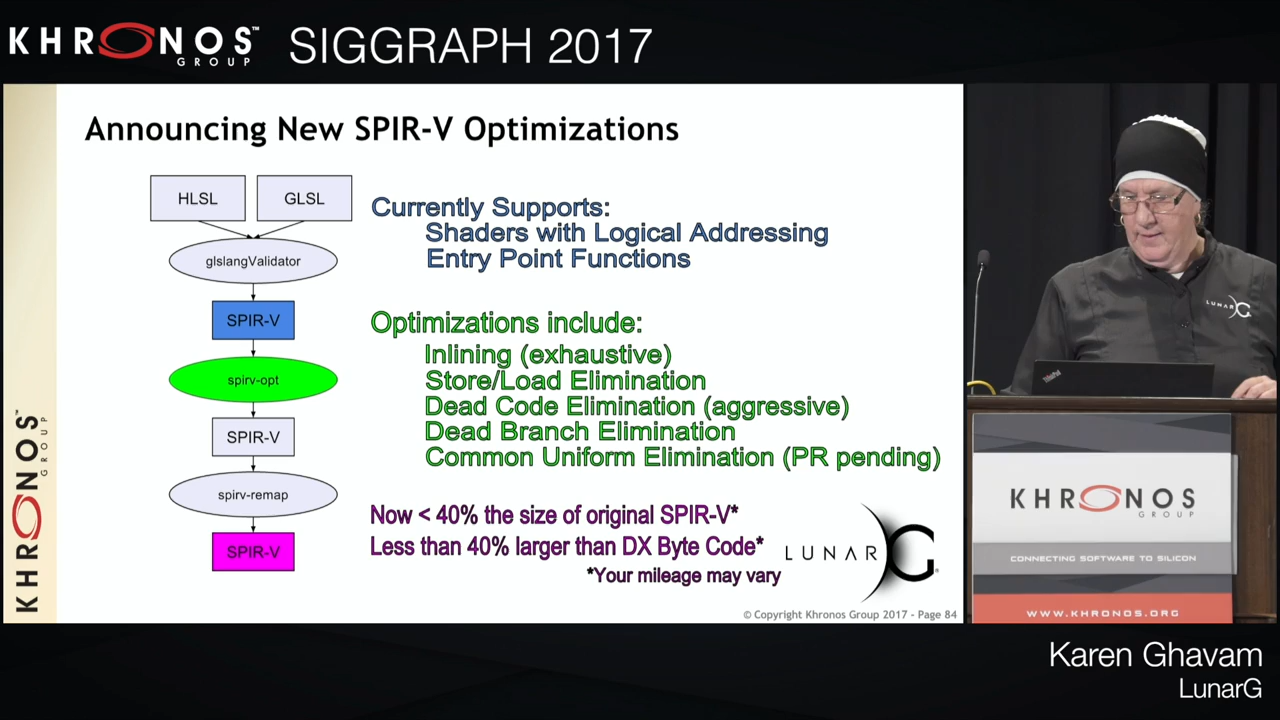 KHRONOS™ GROUP SIGGRAPH 2017
Announcing New SPIR-V Optimizations
HLSL
GLSL
glslangValidator
SPIR-V
spirv-opt
SPIR-V
spirv-remap
SPIR-V
Currently Supports:
Shaders with Logical Addressing
Entry Point Functions
Optimizations include:
Inlining (exhaustive)
Store/Load Elimination
Dead Code Elimination (aggressive)
Dead Branch Elimination
Common Uniform Elimination (PR pending)
Now < 40% the size of original SPIR-V*
Less than 40% larger than DX Byte Code*
*Your mileage may vary
LUNAR G®
© Copyright Khronos Group 2017 - Page 84
KHRONOS™ GROUP
LUNAR G
ThinkPad
KHRONOS
GROUP
CONNECTING SOFTWARE TO SILICON
WWW.KHRONOS.ORG
Karen Ghavam
LunarG